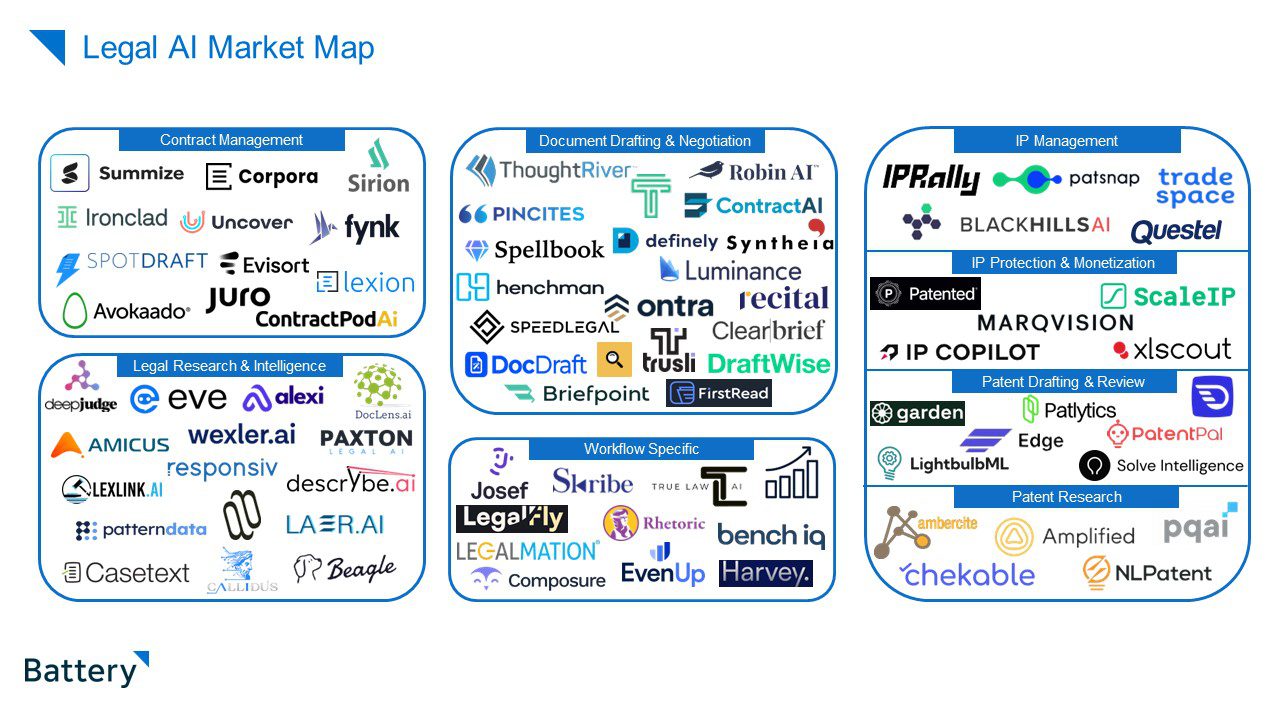 Legal AI Market Map
Contract Management
Summize
Corpora
Sirion
Ironclad
Uncover
fynk
SPOTDRAFT
Evisort
lexion
Avokaado®
JURO
ContractPodAi
Legal Research & Intelligence
deepjudge
eve
alexi
DocLens.ai
AMICUS
wexler.ai
PAXTON
LEGAL AI
responsiv
LEXLINK.AI
descrybe.ai
patterndata
LAER.AI
Casetext
CALLIDUS
Beagle
Document Drafting & Negotiation
ThoughtRiver™
Robin AI™
PINCITES
ContractAI
Spellbook
definely
Syntheia
Luminance
henchman
ontra
recital
SPEEDLEGAL
Clear|brief
DocDraft
trusli
DraftWise
Briefpoint
FirstRead
Workflow Specific
Josef
Skribe
TRUE LAW AI
Legalfly
Rhetoric
bench iq
LEGALMATION®
Composure
EvenUp
Harvey.
IP Management
IPRally
patsnap
trade
space
BLACKHILLS AI
Questel
IP Protection & Monetization
Patented
ScaleIP
MARQVISION
IP COPILOT
xlscout
Patent Drafting & Review
garden
Patlytics
Edge
PatentPal
LightbulbML
Solve Intelligence
Patent Research
ambercite
Amplified
pqai
chekable
NLPatent
Battery